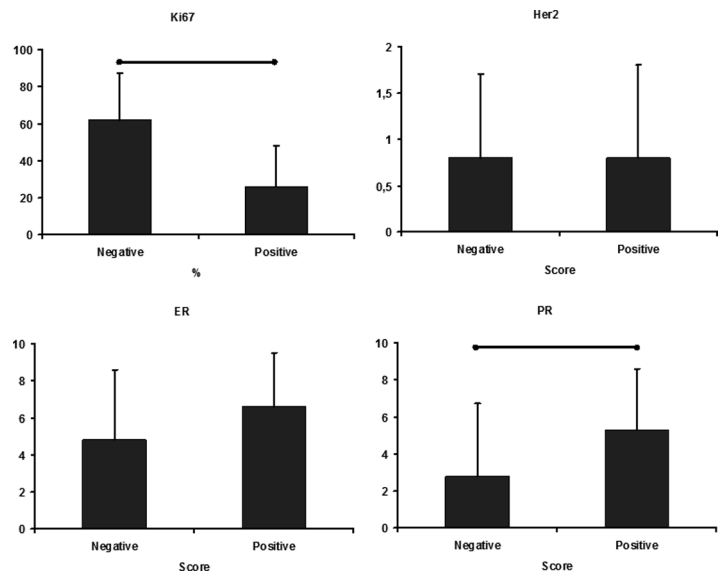 Ki67
100
80
60
40
20
0
Negative
Positive
%
Her2
2
1,5
1
0,5
0
Negative
Positive
Score
ER
10
8
6
4
2
0
Negative
Positive
Score
PR
10
8
6
4
2
0
Negative
Positive
Score